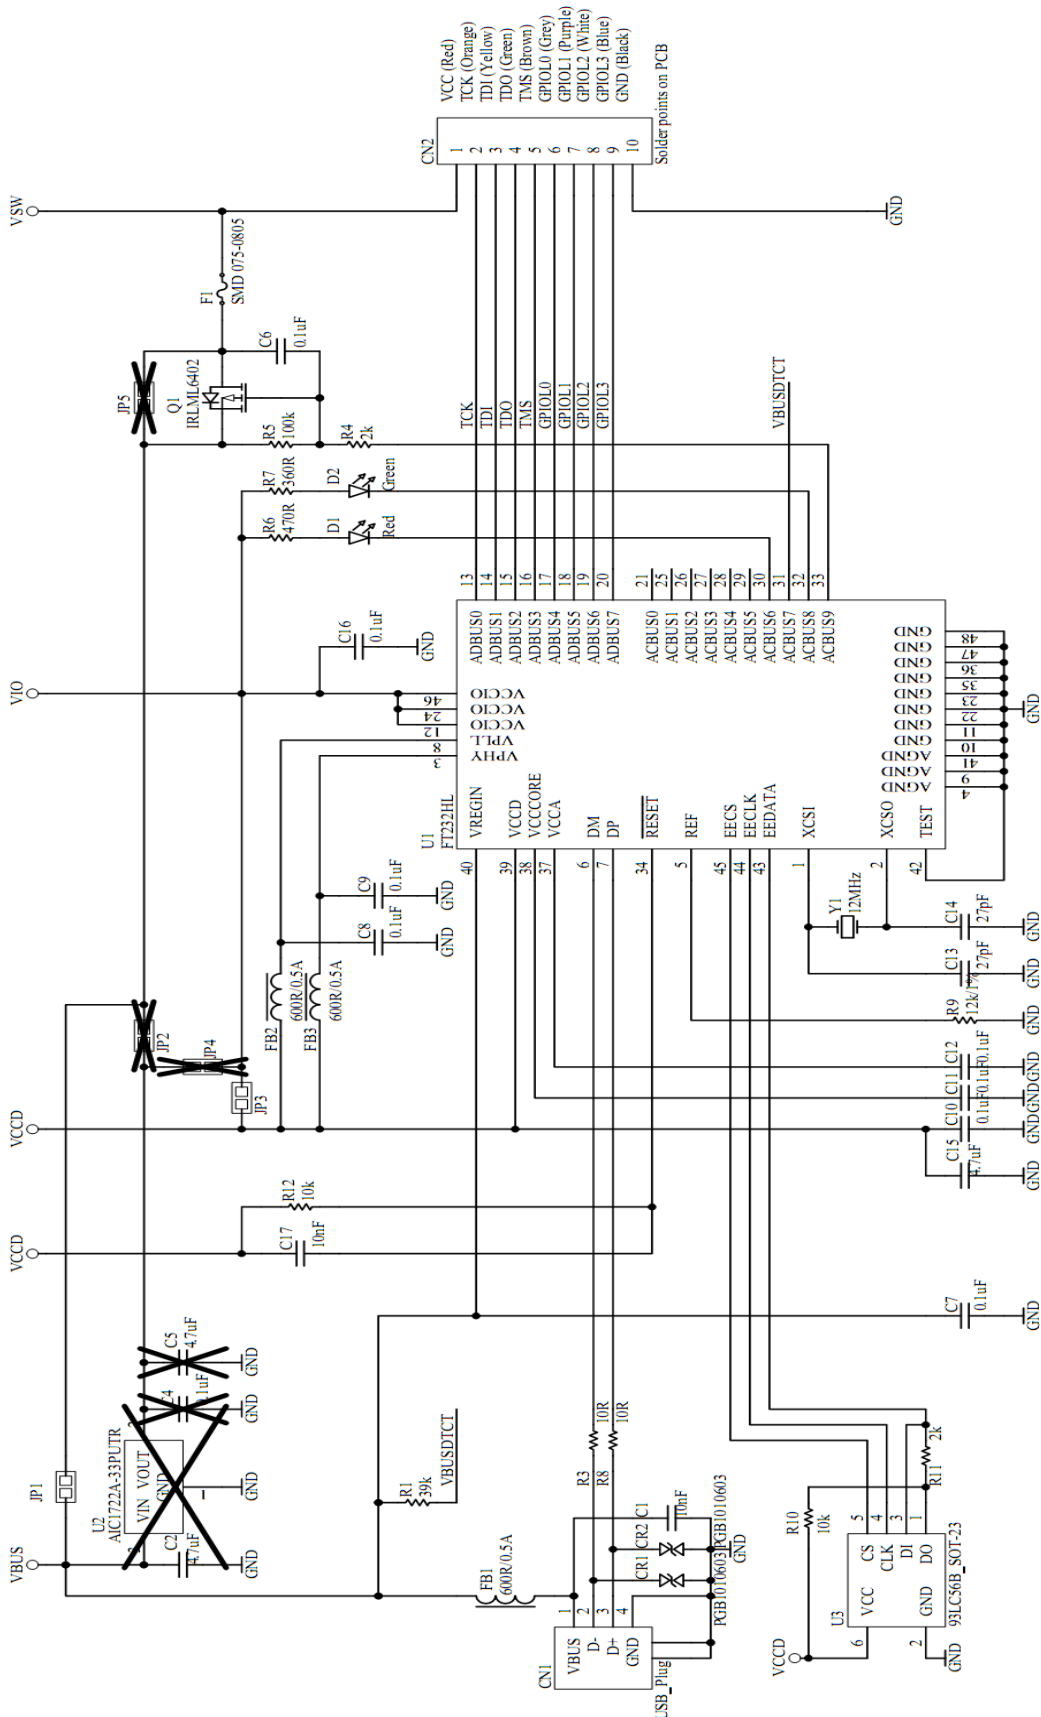 VSW
VIO
VCCD
VCCD
VBUS
VCC (Red)
TCK (Orange)
TDI (Yellow)
TDO (Green)
TMS (Brown)
GPIOL0 (Grey)
GPIOL1 (Purple)
GPIOL2 (White)
GPIOL3 (Blue)
GND (Black)
CN2
1
2
3
4
5
6
7
8
9
10
Solder points on PCB
GND
F1
SMD 075-0805
C6
0.1uF
JP5
Q1
IRLML6402
R5
100k
R4
2k
R7
360R
D2
Green
R6
470R
D1
Red
TCK
TDI
TDO
TMS
GPIOL0
GPIOL1
GPIOL2
GPIOL3
VBUSDTCT
C16
0.1uF
GND
13
14
15
16
17
18
19
20
21
25
26
27
28
29
30
31
32
33
ADBUS0
ADBUS1
ADBUS2
ADBUS3
ADBUS4
ADBUS5
ADBUS6
ADBUS7
ACBUS0
ACBUS1
ACBUS2
ACBUS3
ACBUS4
ACBUS5
ACBUS6
ACBUS7
ACBUS8
ACBUS9
VCCIO
46
VCCIO
24
VCCIO
12
VPLL
8
VPHY
3
GND
48
GND
47
GND
36
GND
35
GND
23
GND
22
GND
11
GND
10
AGND
41
AGND
9
AGND
4
GND
U1
FT232HL
VREGIN
VCCD
VCCCORE
VCCA
DM
DP
RESET
REF
EECS
EECLK
EEDATA
XCSI
XCSO
TEST
40
39
38
37
6
7
34
5
45
44
43
1
2
42
C9
0.1uF
GND
C8
0.1uF
GND
FB2
600R/0.5A
FB3
600R/0.5A
JP2
JP4
JP3
Y1
12MHz
C14
27pF
GND
C13
27pF
GND
R9
12k/1%
GND
C12
0.1uF
GND
C11
0.1uF
GND
C10
0.1uF
GND
C15
4.7uF
GND
R12
10k
C17
10nF
C7
0.1uF
GND
C5
4.7uF
GND
C4
0.1uF
GND
JP1
U2
AIC1722A-33PUTR
VIN VOUT
GND
1
GND
C2
4.7uF
GND
R1
39k
VBUSDTCT
FB1
600R/0.5A
R3
10R
R8
10R
C1
10nF
CR2
PGB1010603
CR1
PGB1010603
GND
CN1
VBUS
D-
D+
GND
1
2
3
4
USB_Plug
R10
10k
R11
2k
U3
VCC
GND
CS
CLK
DI
DO
5
4
3
1
6
2
93LC56B_SOT-23
VCCD
GND